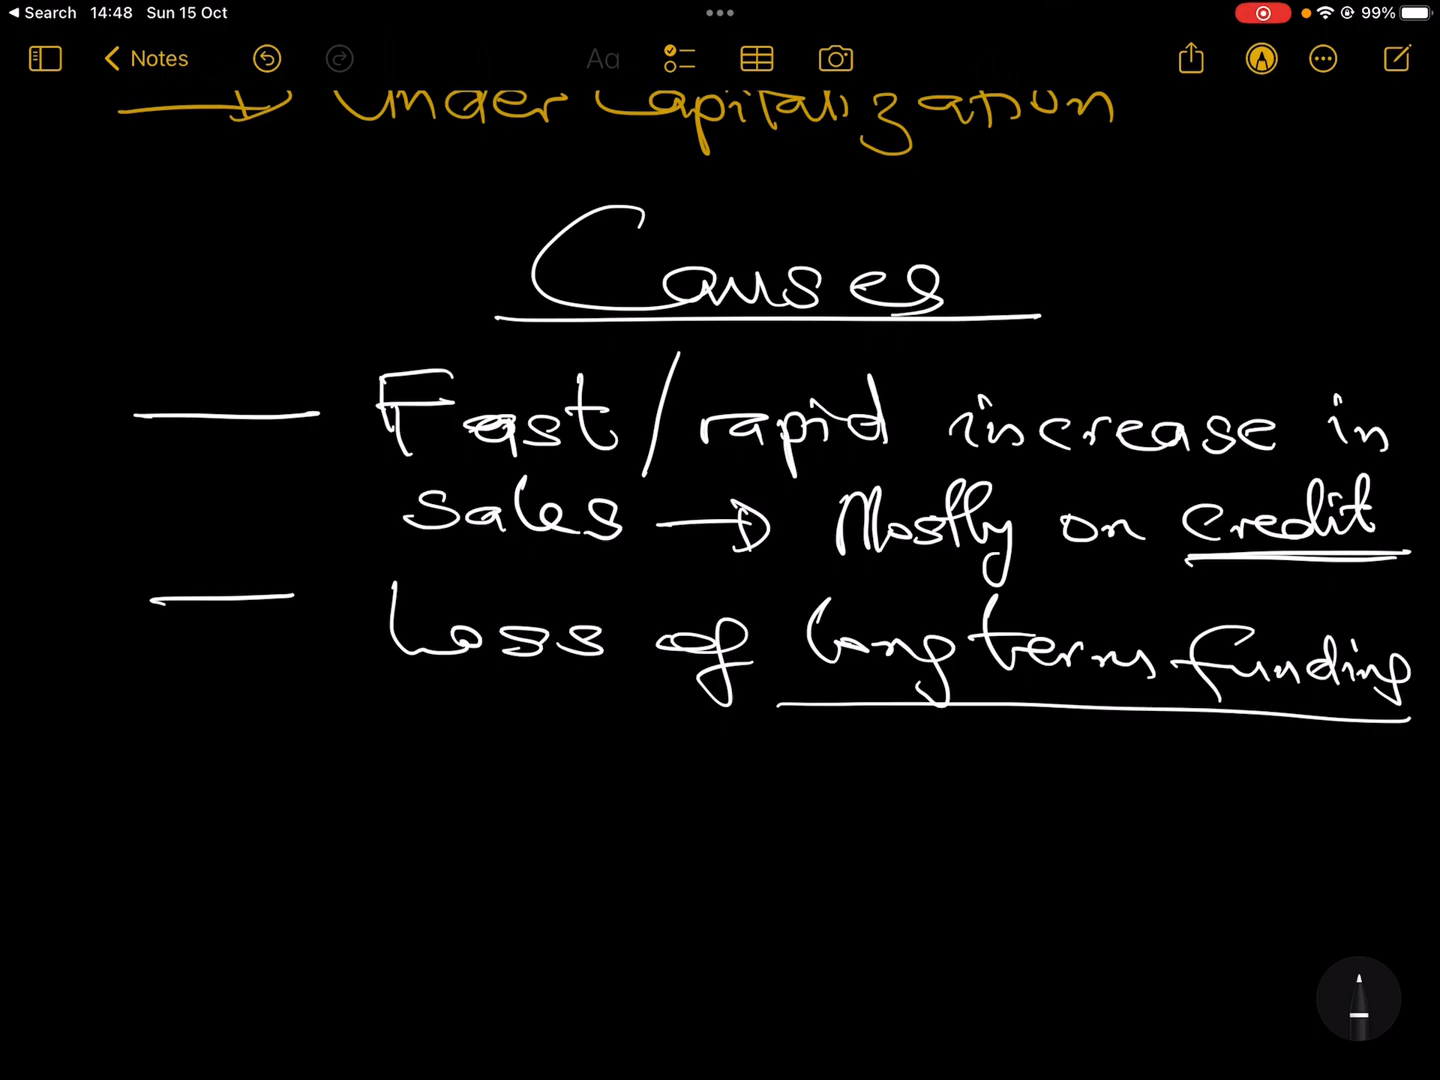 Search 14:48 Sun 15 Oct 99%
Notes Aa
Under Capitalization
Causes
— Fast/rapid increase in
sales → Mostly on credit
— Loss of long term funding